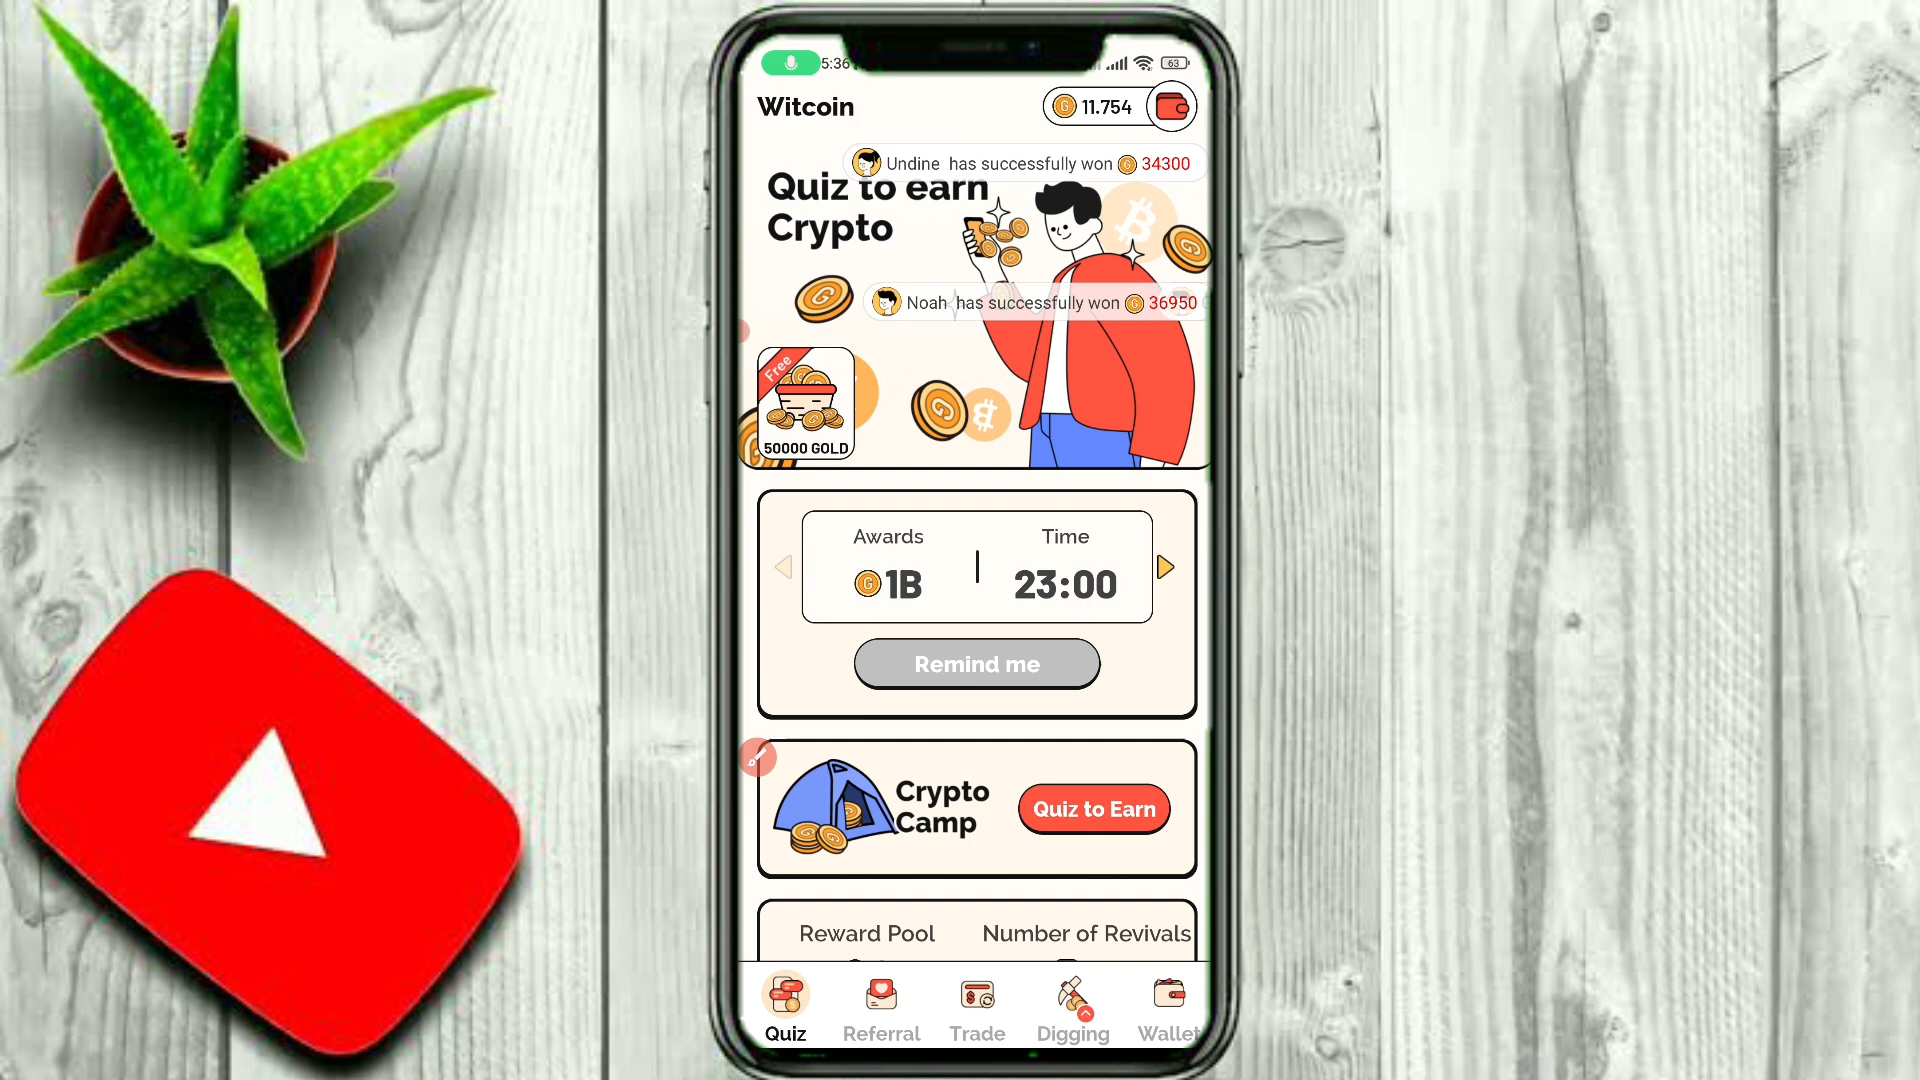 5:36
63
Witcoin
11.754
Undine has successfully won 34300
Quiz to earn
Crypto
Noah has successfully won 36950
Free
50000 GOLD
Awards
Time
1B
23:00
Remind me
Crypto
Camp
Quiz to Earn
Reward Pool
Number of Revivals
Quiz
Referral
Trade
Digging
Wallet